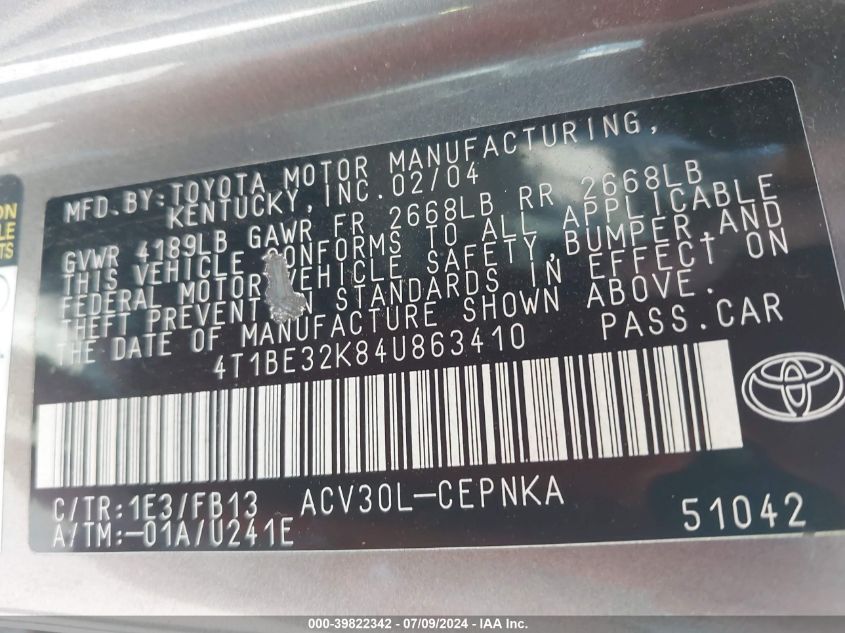 MFD. BY: TOYOTA MOTOR MANUFACTURING,
KENTUCKY, INC. 02/04
GVWR 4189LB GAWR FR 2668LB RR 2668LB
THIS VEHICLE CONFORMS TO ALL APPLICABLE
FEDERAL MOTOR VEHICLE SAFETY, BUMPER, AND
THEFT PREVENTION STANDARDS IN EFFECT ON
THE DATE OF MANUFACTURE SHOWN ABOVE.
4T1BE32K84U863410 PASS. CAR
C/TR: 1E3/FB13 ACV30L-CEPNKA
A/TM: -01A/U241E 51042
ON
LE
TS
000-39822342 - 07/09/2024 - IAA Inc.